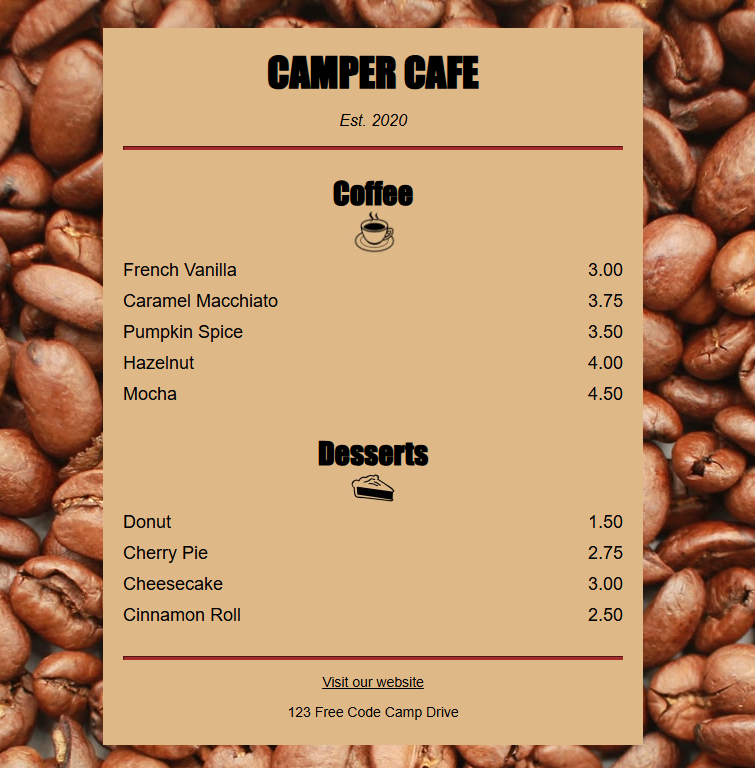 CAMPER CAFE
Est. 2020
Coffee
French Vanilla 3.00
Caramel Macchiato 3.75
Pumpkin Spice 3.50
Hazelnut 4.00
Mocha 4.50
Desserts
Donut 1.50
Cherry Pie 2.75
Cheesecake 3.00
Cinnamon Roll 2.50
Visit our website
123 Free Code Camp Drive